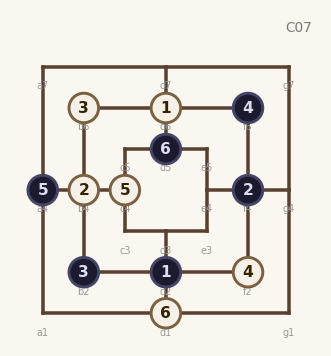 C07
a7 d7 g7
3 1 4
b6 d6 f6
6
c5 d5 e5
5 2 5 2
a4 b4 c4 e4 f4 g4
c3 d3 e3
3 1 4
b2 d2 f2
6
a1 d1 g1